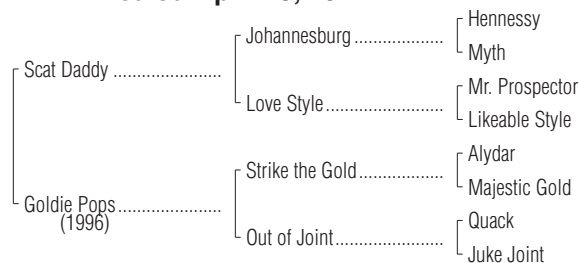 Hennessy
Johannesburg ....................
Myth
Scat Daddy ........................
Mr. Prospector
Love Style...........................
Likeable Style
Alydar
Strike the Gold...................
Majestic Gold
Goldie Pops.......................
(1996)
Quack
Out of Joint.........................
Juke Joint